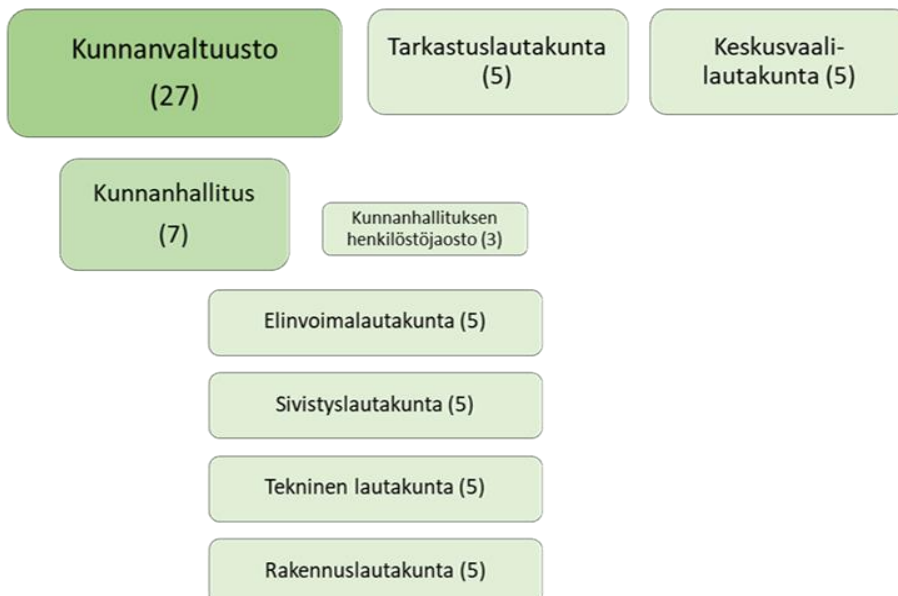 Kunnanvaltuusto
(27)
Tarkastuslautakunta
(5)
Keskusvaali-
lautakunta (5)
Kunnanhallitus
(7)
Kunnanhallituksen
henkilöstöjaosto (3)
Elinvoimalautakunta (5)
Sivistyslautakunta (5)
Tekninen lautakunta (5)
Rakennuslautakunta (5)